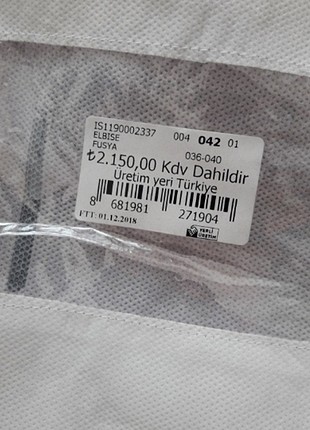 IS1190002337 004 042 01
ELBISE
FUSYA 036-040
₺2.150,00 Kdv Dahildir
Üretim yeri Türkiye
8 681981 271904
FTT: 01.12.2018
YERLİ
ÜRETİM